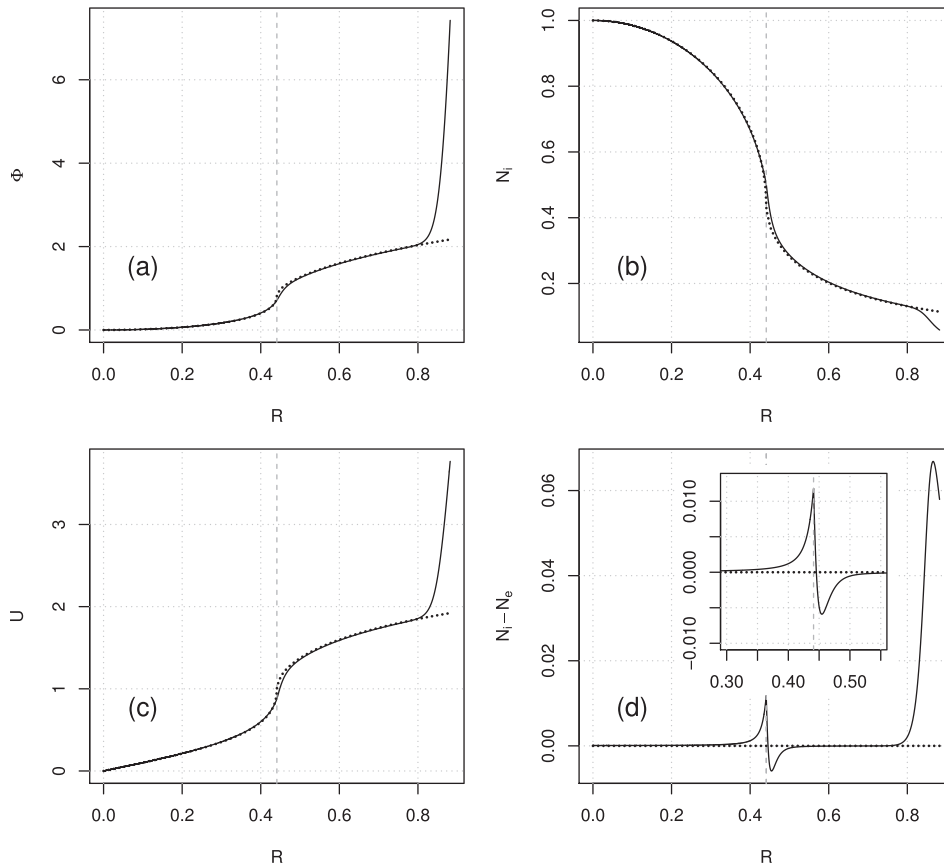 Φ
0 2 4 6
(a)
0.0 0.2 0.4 0.6 0.8
R
Nᵢ
0.2 0.4 0.6 0.8 1.0
(b)
0.0 0.2 0.4 0.6 0.8
R
U
0 1 2 3
(c)
0.0 0.2 0.4 0.6 0.8
R
Nᵢ − Nₑ
0.00 0.02 0.04 0.06
−0.010 0.000 0.010
0.30 0.40 0.50
(d)
0.0 0.2 0.4 0.6 0.8
R